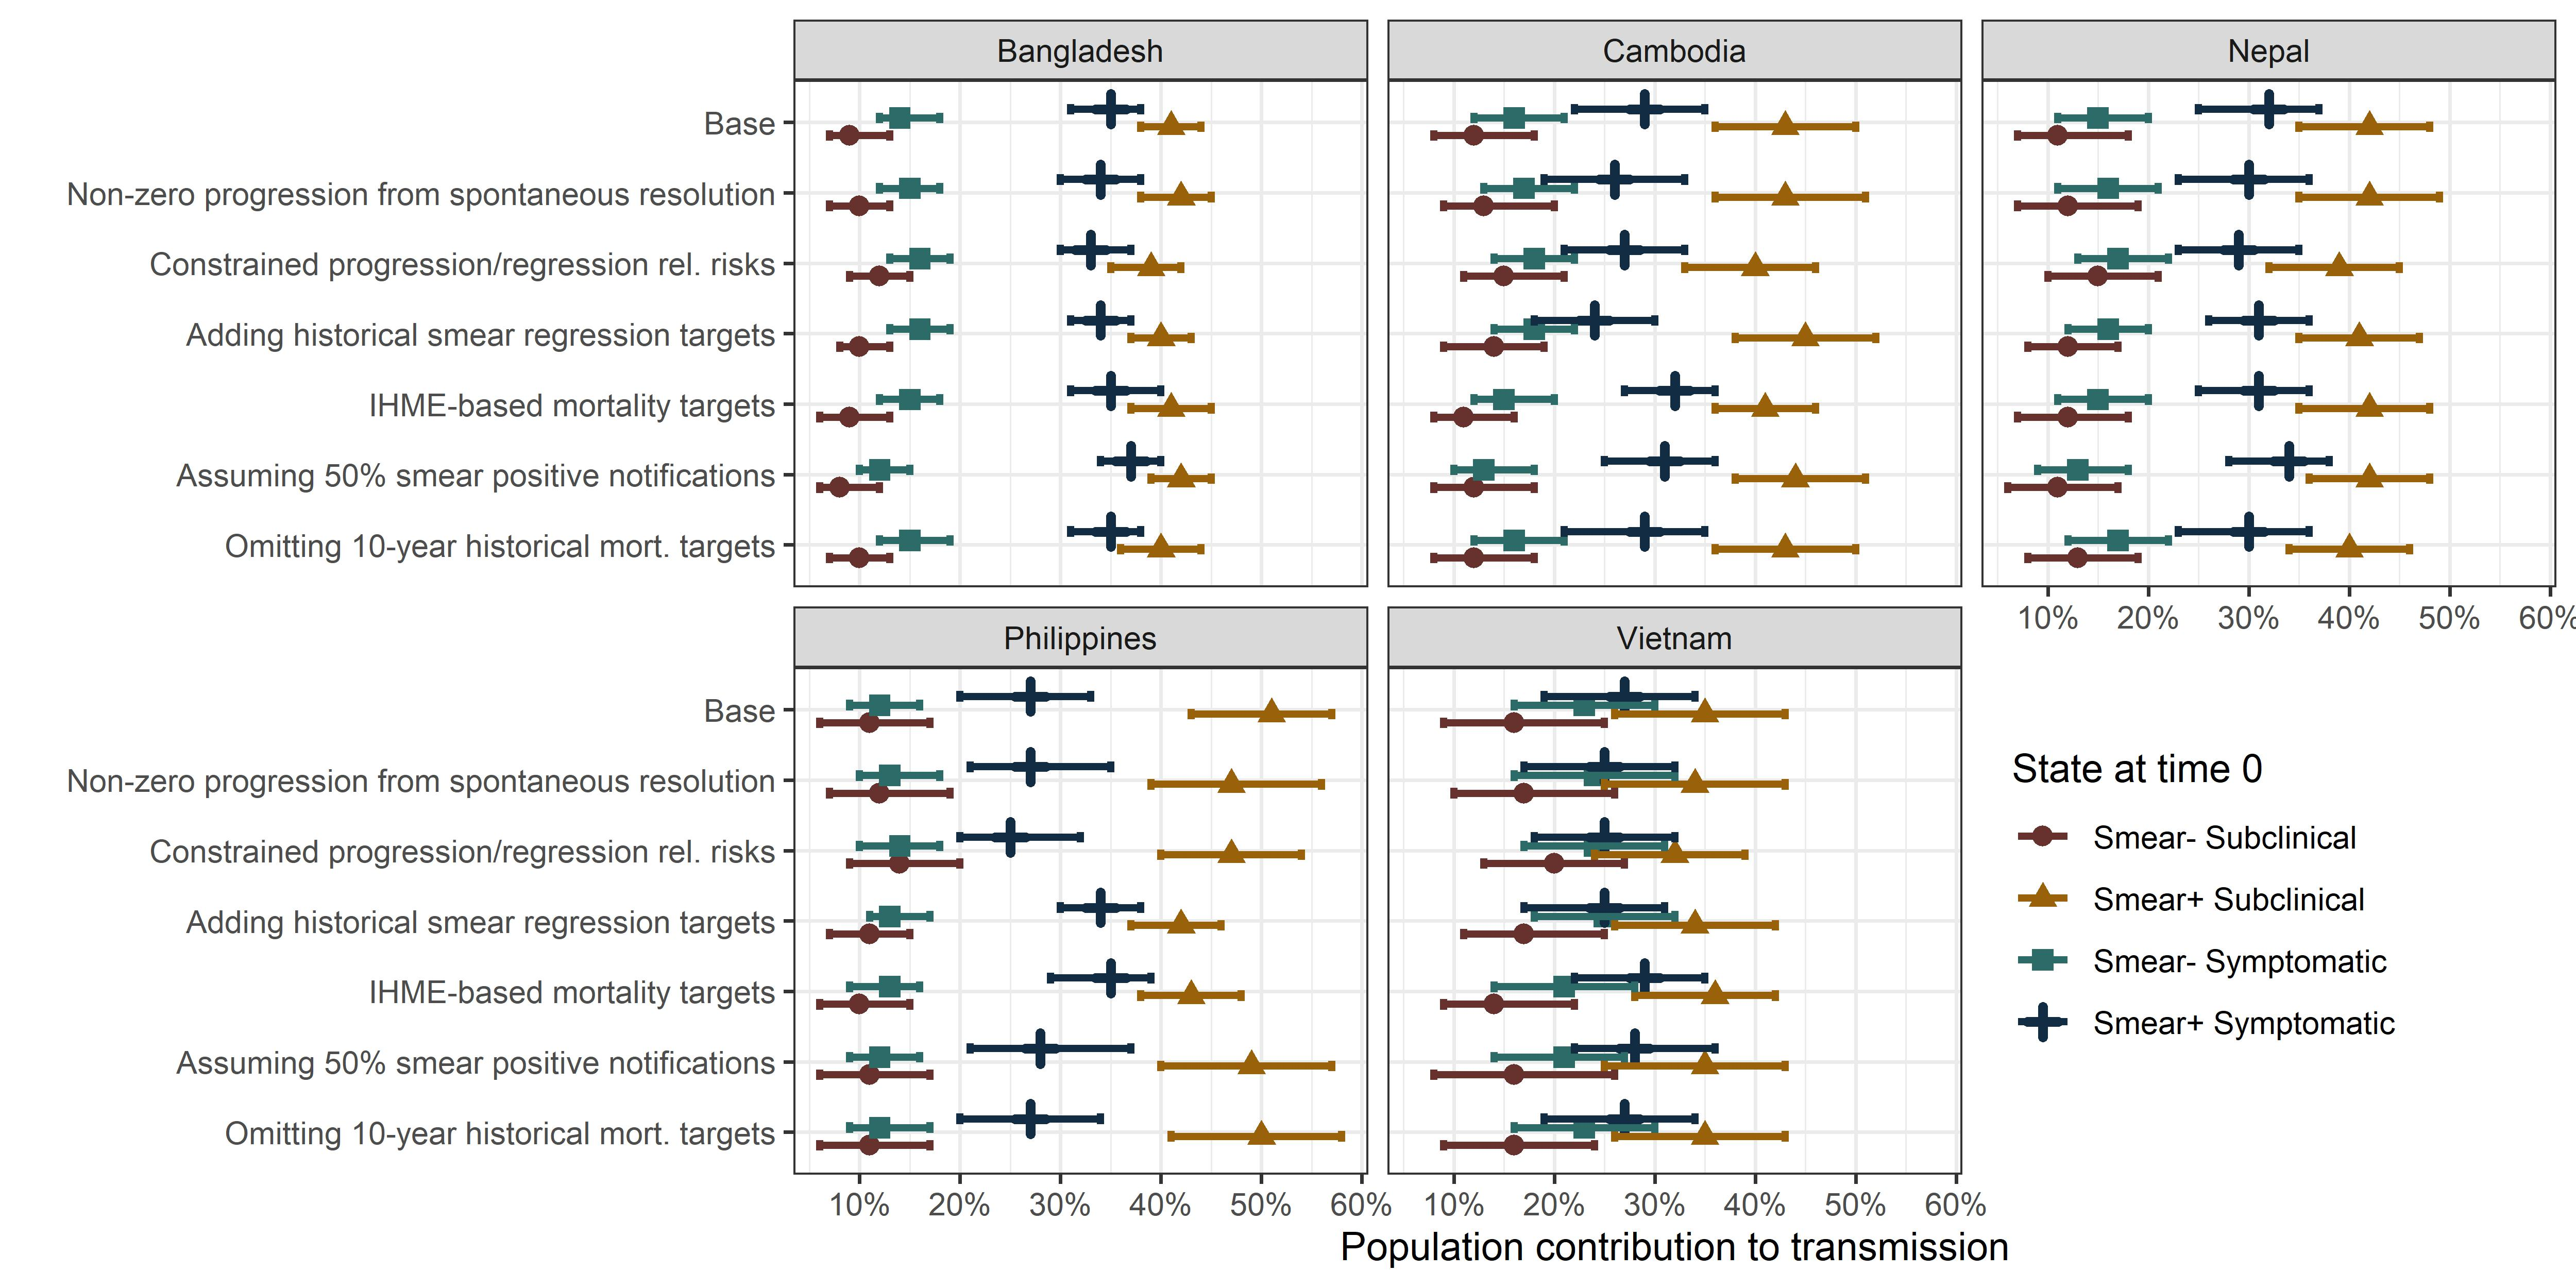 Bangladesh
Cambodia
Nepal
Base
Non-zero progression from spontaneous resolution
Constrained progression/regression rel. risks
Adding historical smear regression targets
IHME-based mortality targets
Assuming 50% smear positive notifications
Omitting 10-year historical mort. targets
10% 20% 30% 40% 50% 60%
Philippines
Vietnam
Base
Non-zero progression from spontaneous resolution
Constrained progression/regression rel. risks
Adding historical smear regression targets
IHME-based mortality targets
Assuming 50% smear positive notifications
Omitting 10-year historical mort. targets
10% 20% 30% 40% 50% 60%
10% 20% 30% 40% 50% 60%
Population contribution to transmission
State at time 0
Smear- Subclinical
Smear+ Subclinical
Smear- Symptomatic
Smear+ Symptomatic